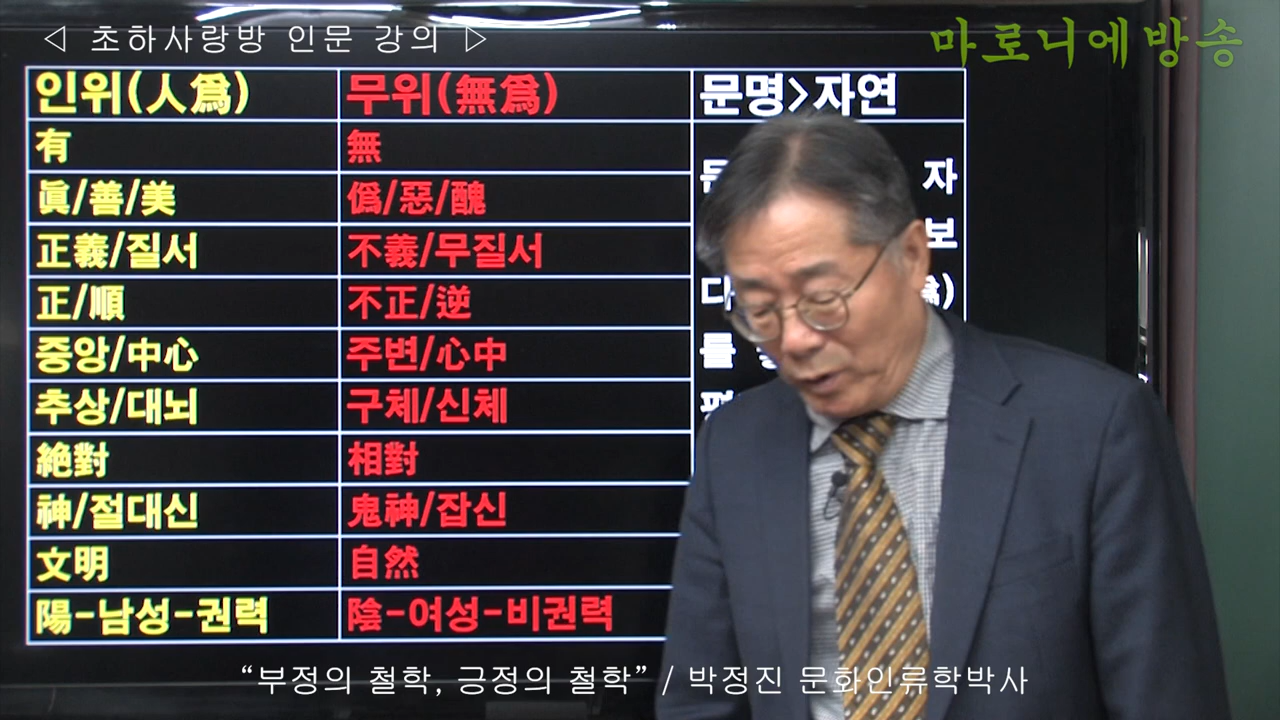 ◁ 초하사랑방 인문 강의 ▷
마로니에방송
인위(人爲) 무위(無爲) 문명>자연
有 無
眞/善/美 僞/惡/醜 자
正義/질서 不義/무질서 보
正/順 不正/逆 다
중앙/中心 주변/心中 를
추상/대뇌 구체/신체
絶對 相對
神/절대신 鬼神/잡신
文明 自然
陽-남성-권력 陰-여성-비권력
“부정의 철학, 긍정의 철학” / 박정진 문화인류학박사